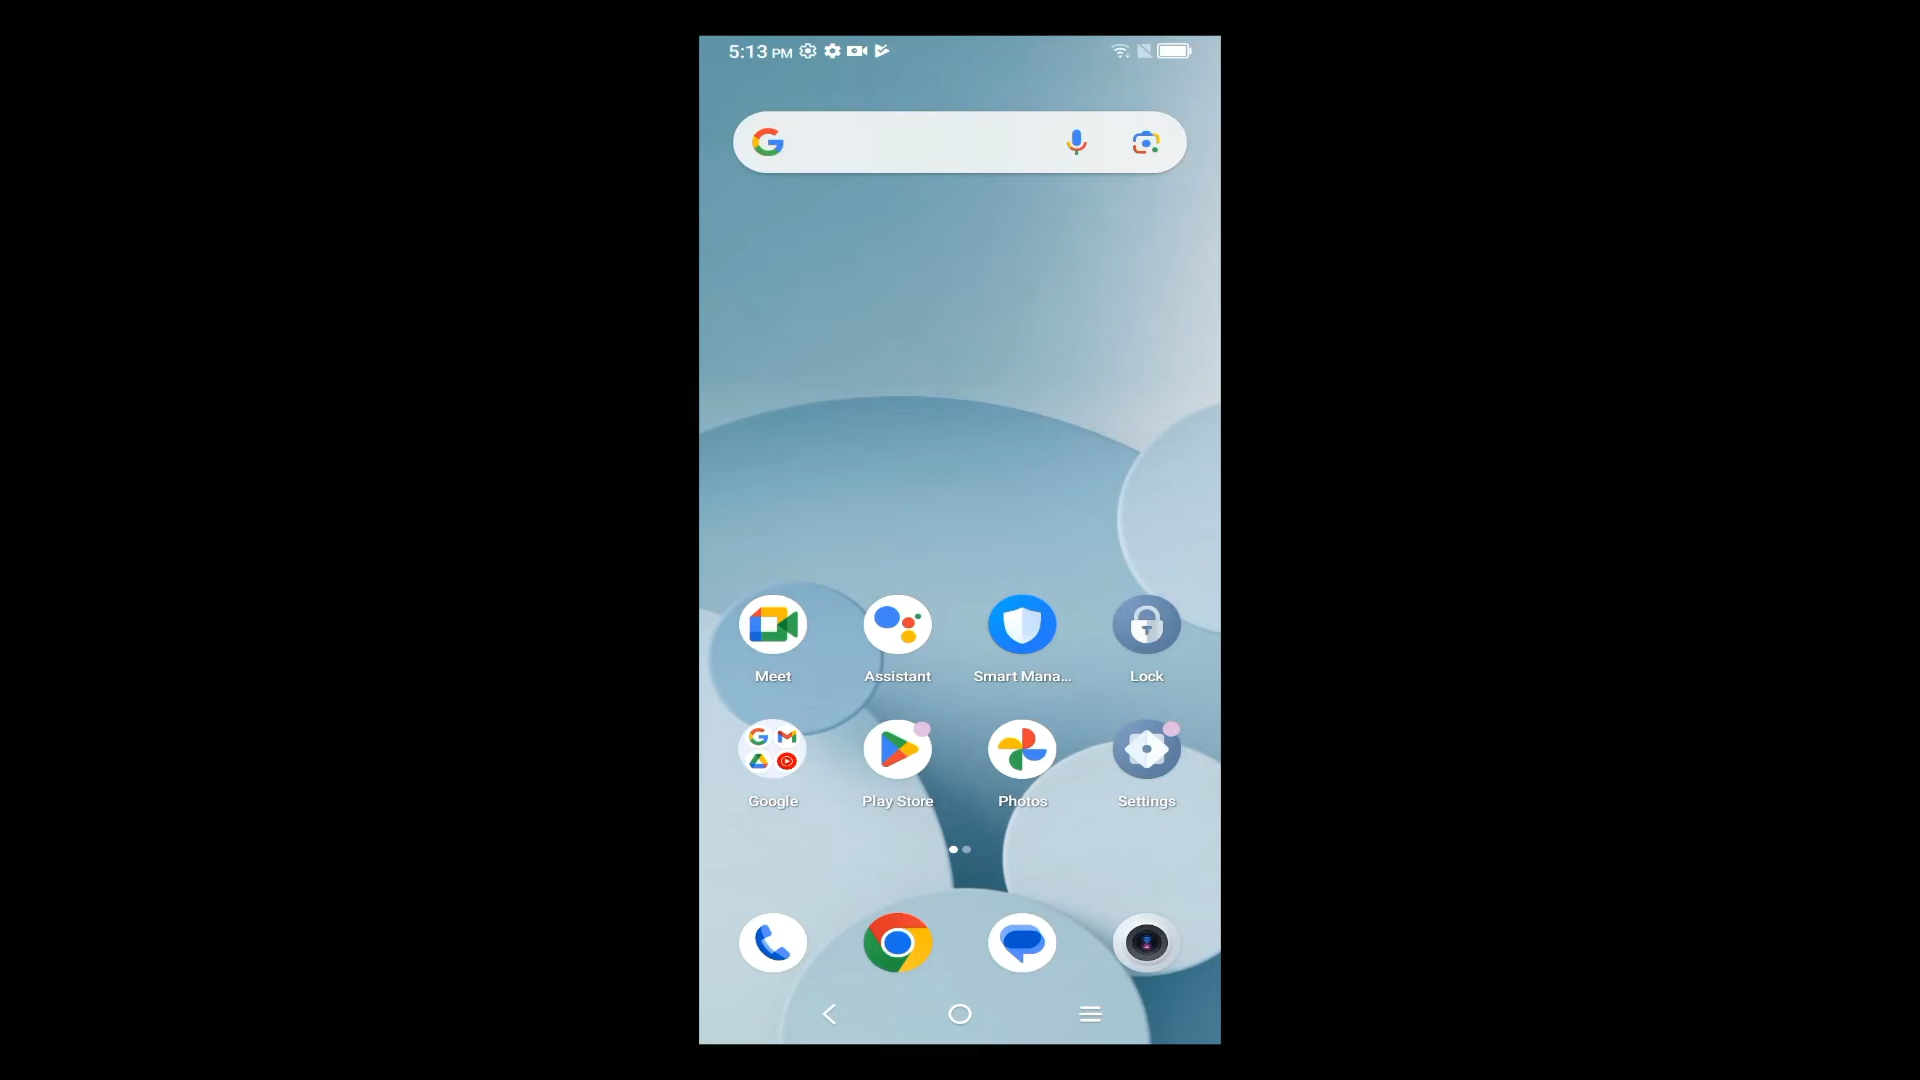 5:13 PM
Meet
Assistant
Smart Mana...
Lock
Google
Play Store
Photos
Settings